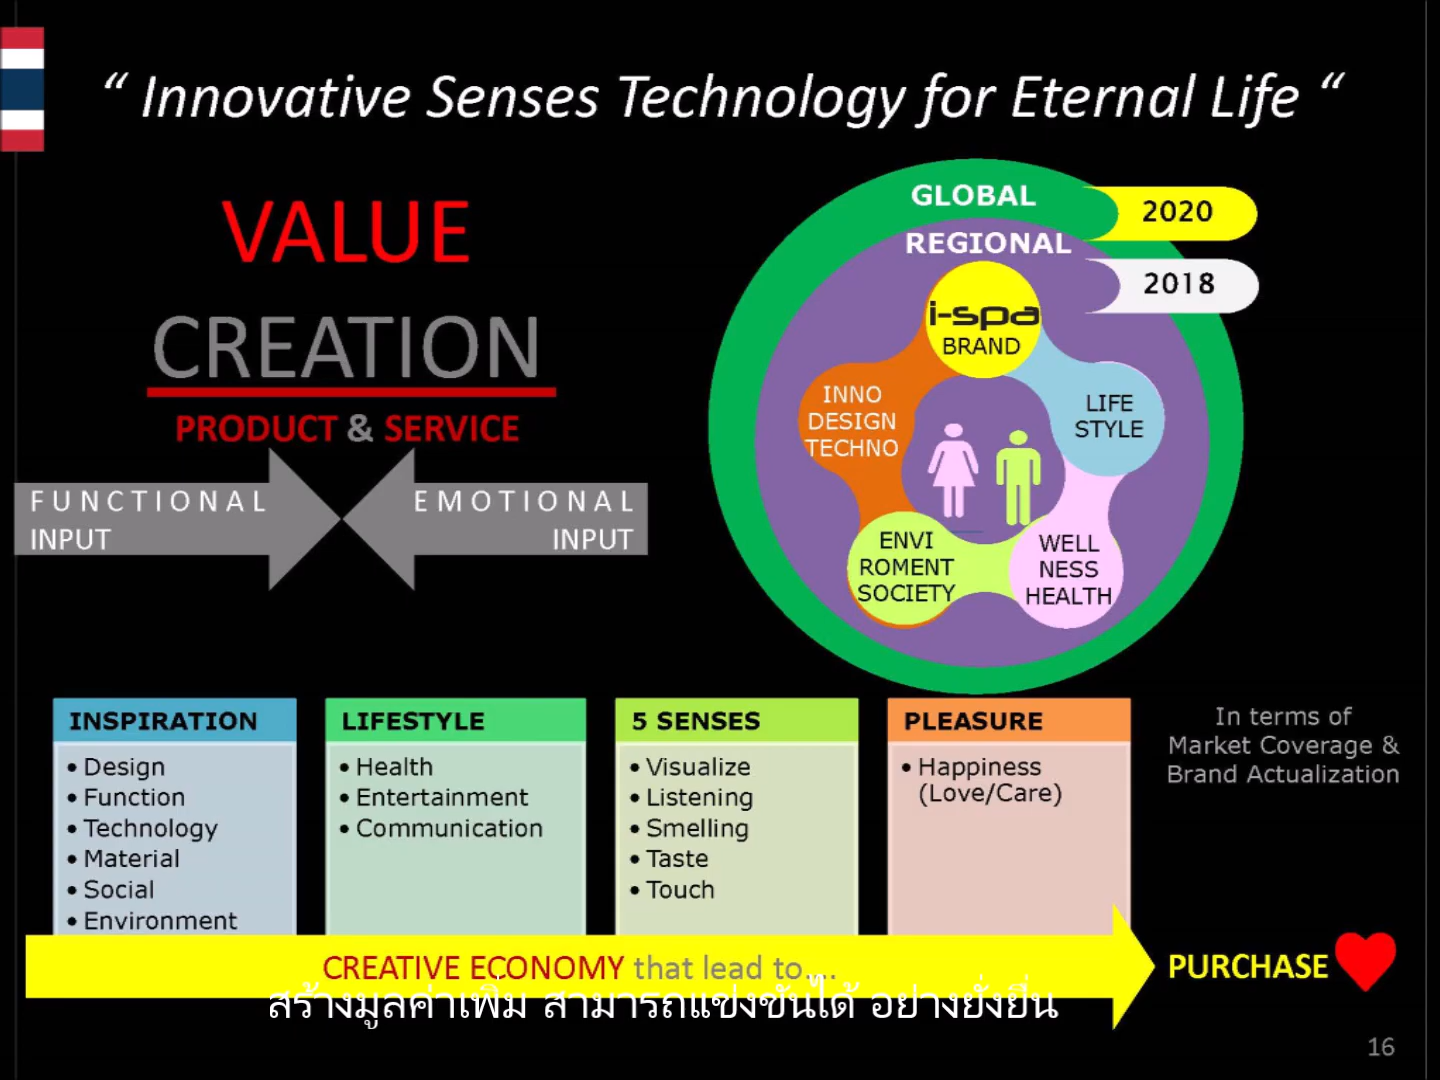 “ Innovative Senses Technology for Eternal Life “
VALUE
CREATION
PRODUCT & SERVICE
FUNCTIONAL
INPUT
EMOTIONAL
INPUT
GLOBAL
2020
REGIONAL
2018
i-spa
BRAND
INNO
DESIGN
TECHNO
LIFE
STYLE
ENVI
ROMENT
SOCIETY
WELL
NESS
HEALTH
INSPIRATION
• Design
• Function
• Technology
• Material
• Social
• Environment
LIFESTYLE
• Health
• Entertainment
• Communication
5 SENSES
• Visualize
• Listening
• Smelling
• Taste
• Touch
PLEASURE
• Happiness
(Love/Care)
In terms of
Market Coverage &
Brand Actualization
CREATIVE ECONOMY that lead to....
PURCHASE
สร้างมูลค่าเพิ่ม สามารถแข่งขันได้ อย่างยั่งยืน
16